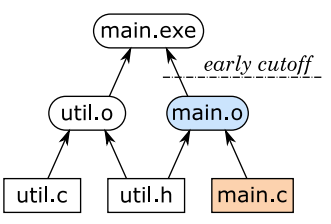 main.exe
early cutoff
util.o
main.o
util.c
util.h
main.c